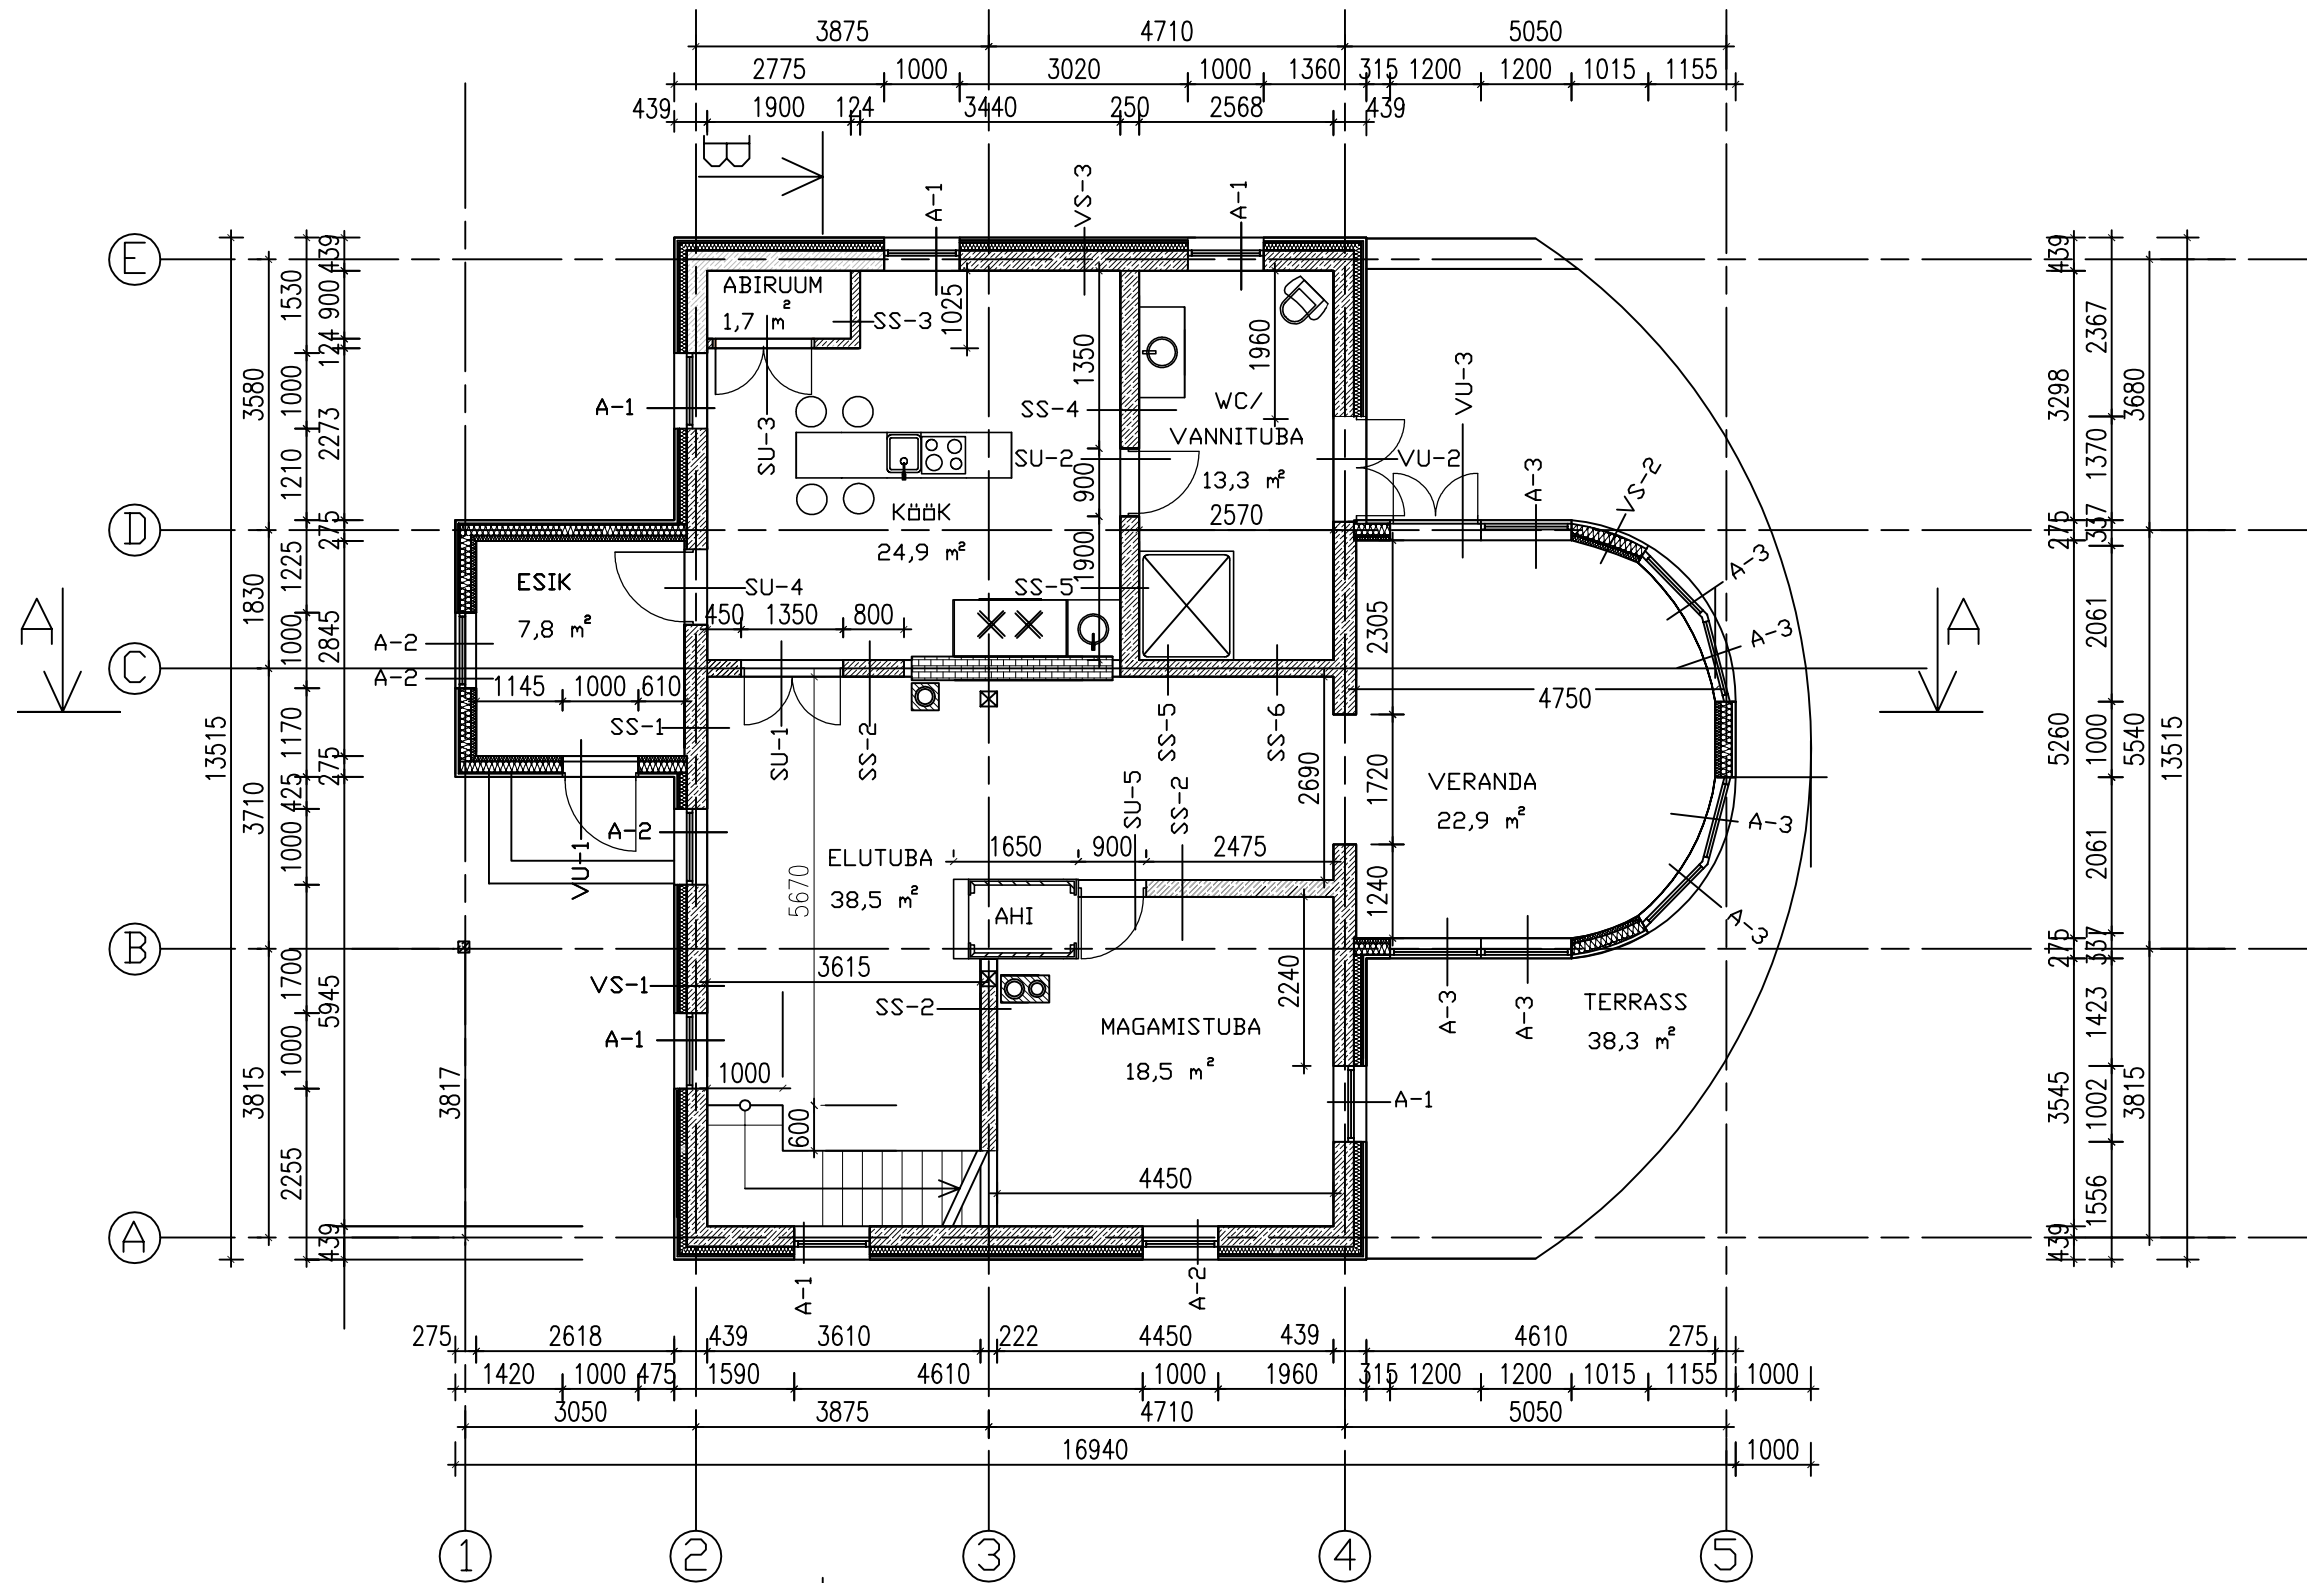 3875 4710 5050
2775 1000 3020 1000 1360 315 1200 1200 1015 1155
439 1900 124 3440 250 2568 439
B
A-1
VS-3
A-1
E
439
1530
900
124
1025
ABIRUUM
1,7 m²
SS-3
1960
1350
439
2367
3298
3680
3580
1000
2273
A-1
SU-3
SS-4
WC/
VANNITUBA
13,3 m²
VU-3
VU-2
SU-2
900
1370
1210
KÖÖK
24,9 m²
2570
A-3
VS-2
D
275
275
337
1225
1900
A-3
ESIK
7,8 m²
SU-4
SS-5
450 1350 800
2305
A-3
A
A
1830
1000
2845
A-2
A-2
2061
C
1145 1000 610
4750
SS-1
SU-1
SS-2
SS-5
SS-6
13515
1170
275
2690
1720
5260
1000
5540
13515
VERANDA
22,9 m²
SU-5
SS-2
3710
425
1000
A-2
VU-1
A-3
ELUTUBA
38,5 m²
5670
1650 900 2475
2061
1240
AHI
A-3
B
275
337
3615
VS-1
SS-2
2240
1700
5945
A-3
A-3
TERRASS
38,3 m²
1423
MAGAMISTUBA
18,5 m²
A-1
1000
1000
3815
3817
600
A-1
3545
1002
3815
2255
4450
1556
A
439
439
A-1
A-2
275 2618 439 3610 222 4450 439 4610 275
1420 1000 475 1590 4610 1000 1960 315 1200 1200 1015 1155 1000
3050 3875 4710 5050
16940 1000
1 2 3 4 5